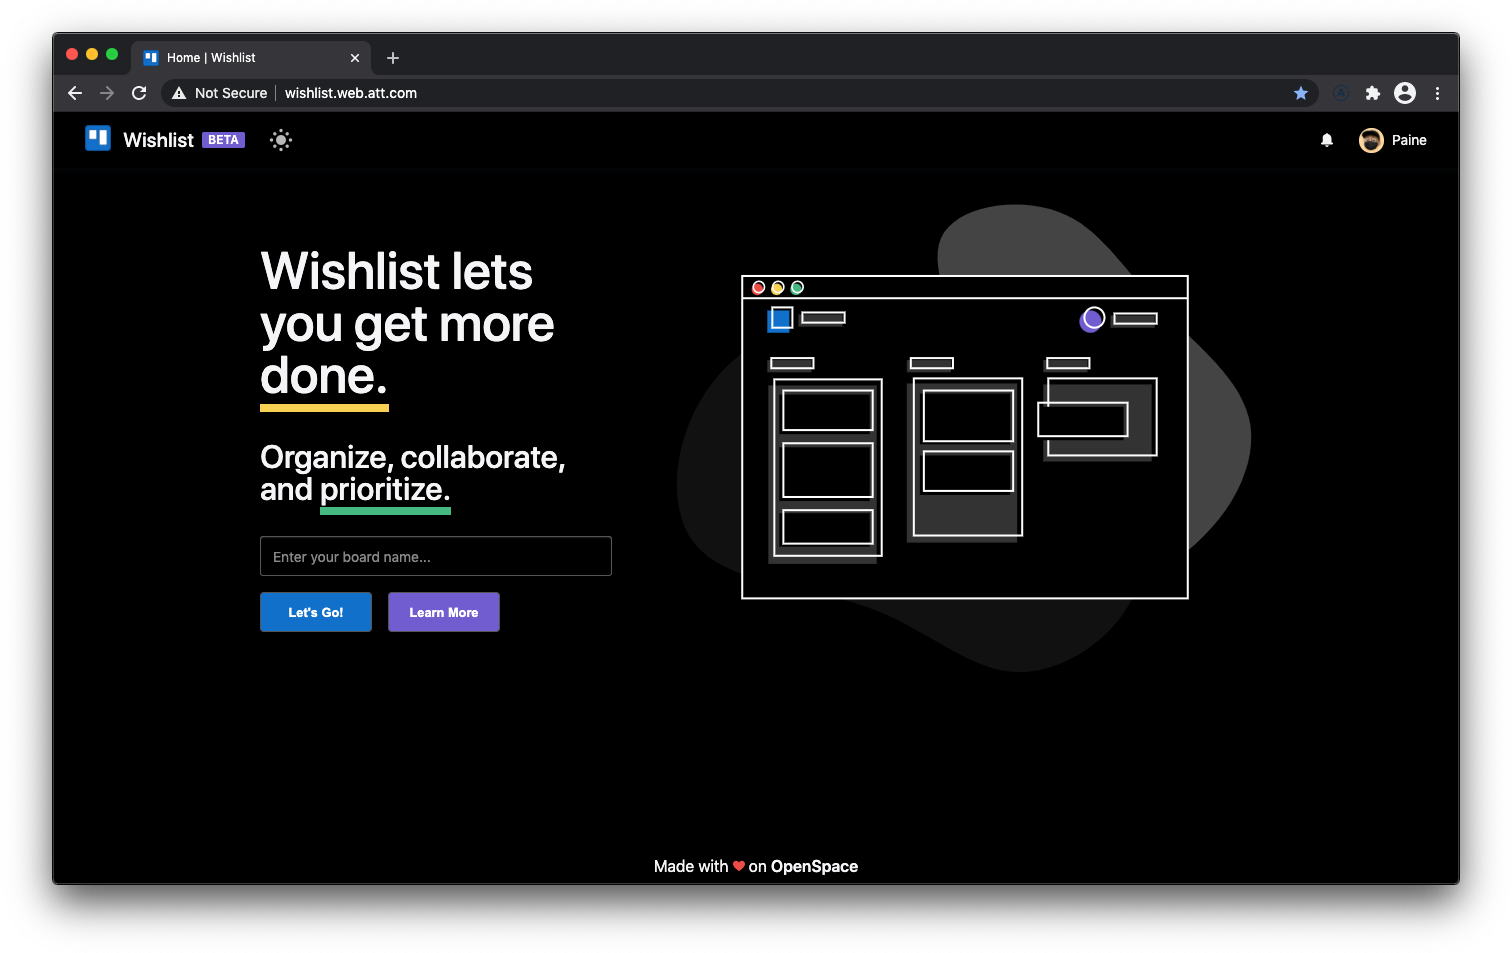 Home | Wishlist
Not Secure
wishlist.web.att.com
Wishlist BETA
Paine
Wishlist lets
you get more
done.
Organize, collaborate,
and prioritize.
Enter your board name...
Let's Go!
Learn More
Made with ❤ on OpenSpace